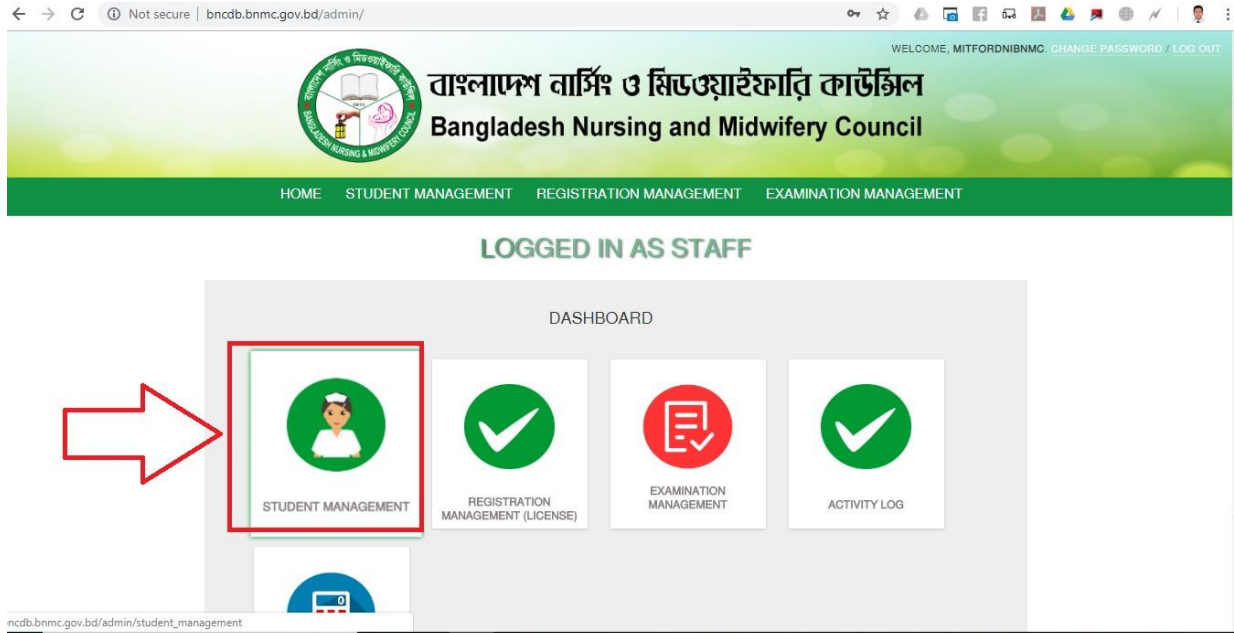 Not secure | bncdb.bnmc.gov.bd/admin/
WELCOME, MITFORDNIBNMC. CHANGE PASSWORD / LOG OUT
বাংলাদেশ নার্সিং ও মিডওয়াইফারি কাউন্সিল
Bangladesh Nursing and Midwifery Council
HOME STUDENT MANAGEMENT REGISTRATION MANAGEMENT EXAMINATION MANAGEMENT
LOGGED IN AS STAFF
DASHBOARD
STUDENT MANAGEMENT
REGISTRATION
MANAGEMENT (LICENSE)
EXAMINATION
MANAGEMENT
ACTIVITY LOG
ncdb.bnmc.gov.bd/admin/student_management